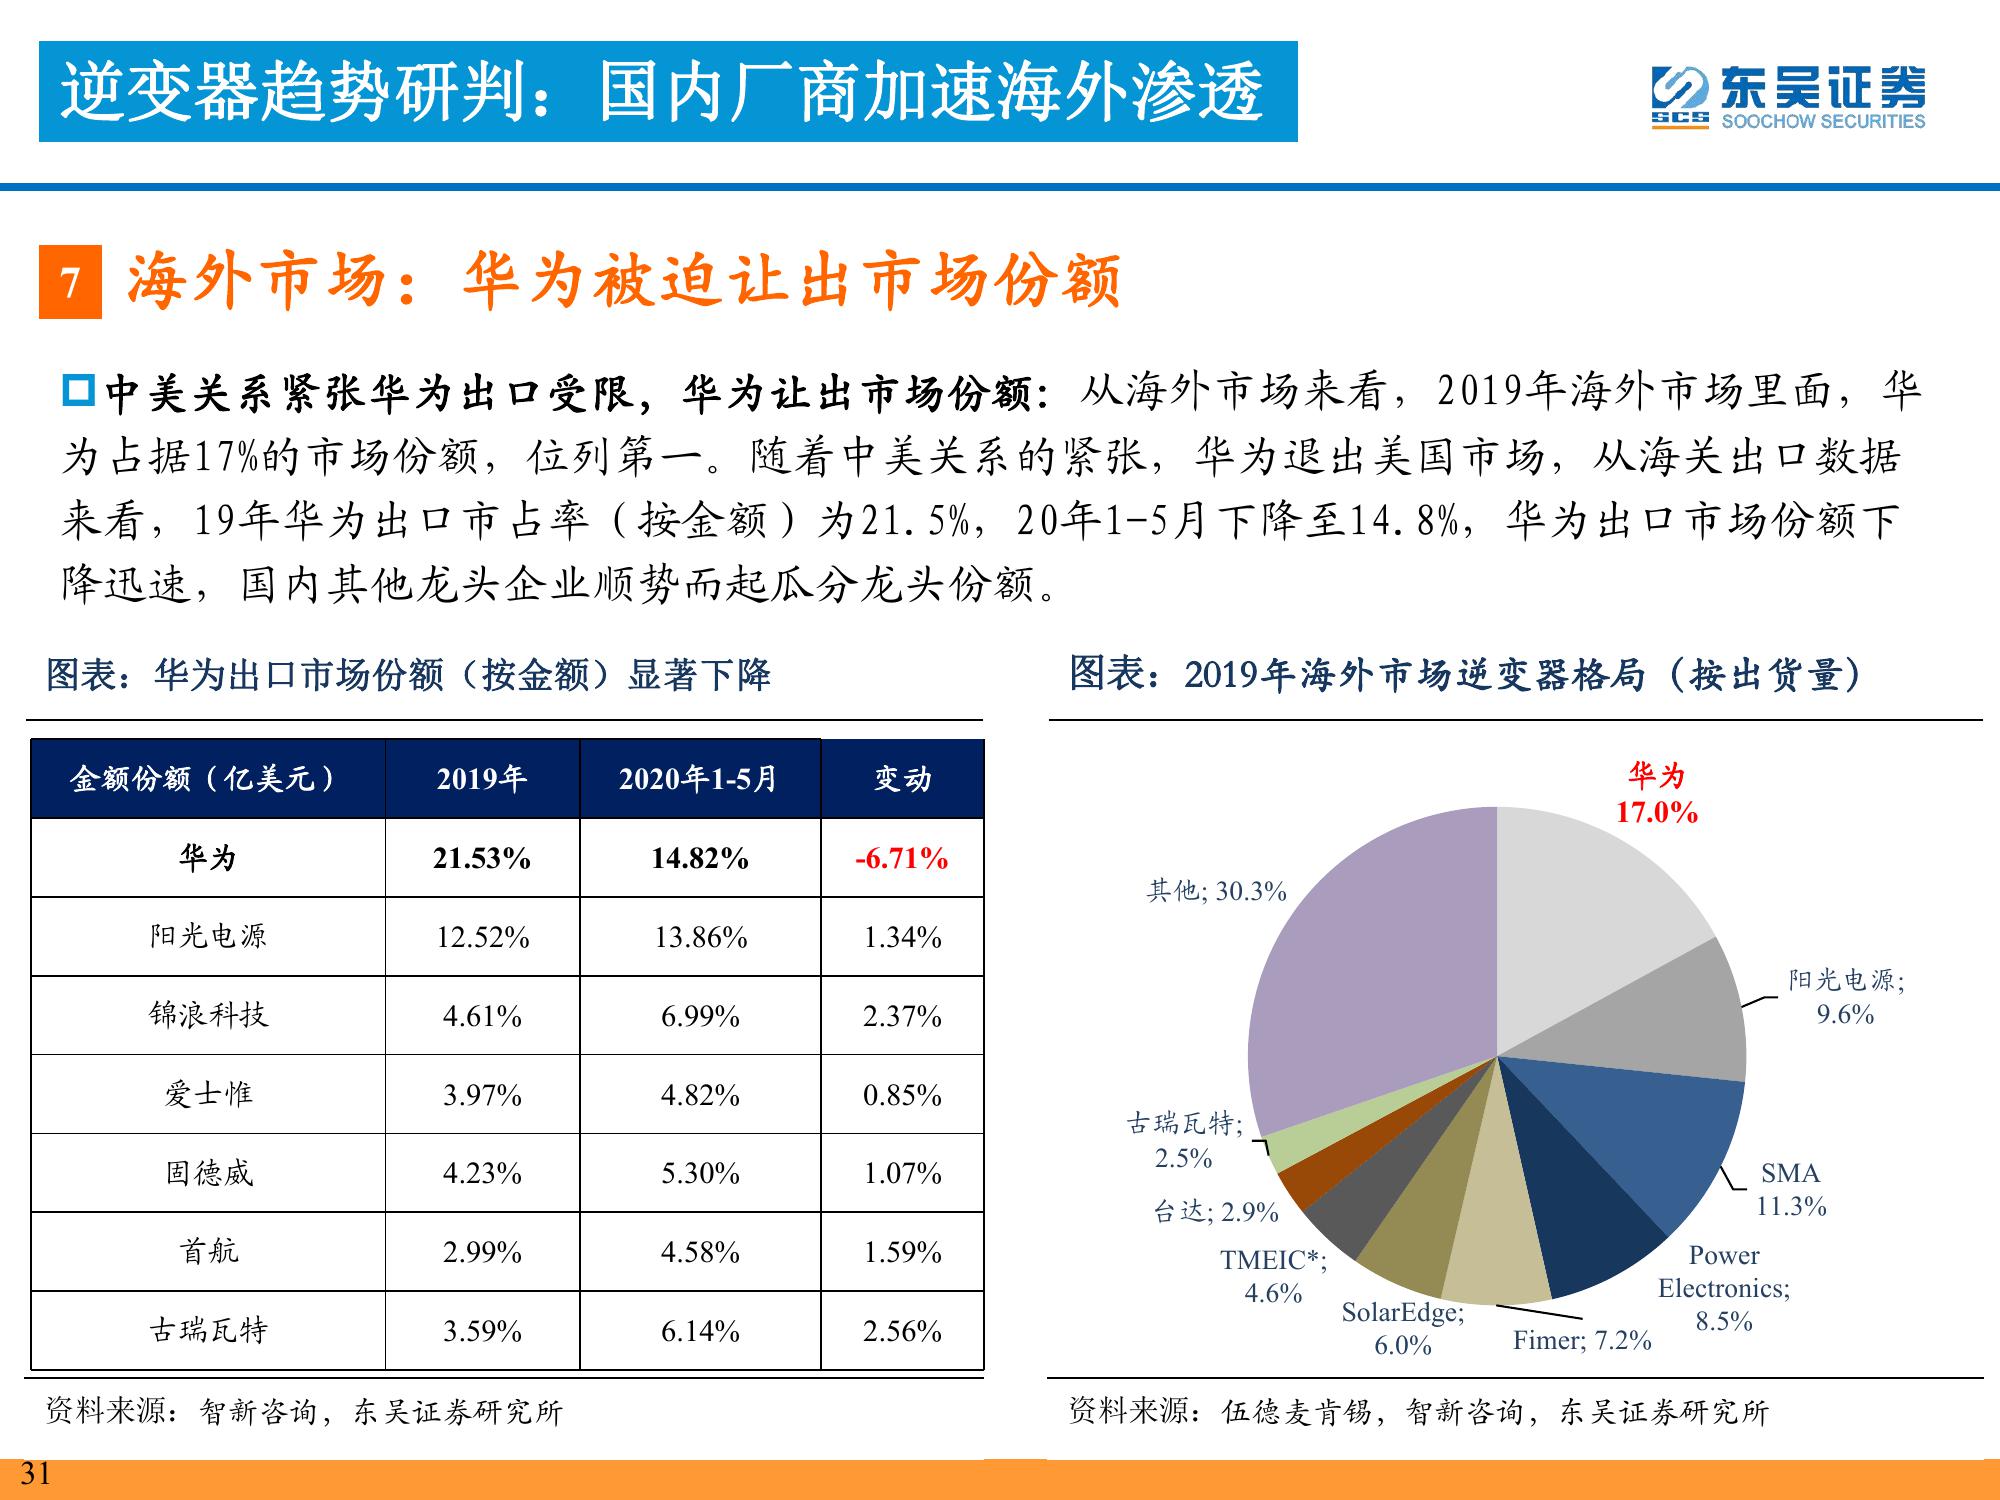 逆变器趋势研判：国内厂商加速海外渗透
东吴证券
SCS
SOOCHOW SECURITIES
7
海外市场：华为被迫让出市场份额
中美关系紧张华为出口受限，华为让出市场份额：从海外市场来看，2019年海外市场里面，华
为占据17%的市场份额，位列第一。随着中美关系的紧张，华为退出美国市场，从海关出口数据
来看，19年华为出口市占率（按金额）为21.5%，20年1-5月下降至14.8%，华为出口市场份额下
降迅速，国内其他龙头企业顺势而起瓜分龙头份额。
图表：华为出口市场份额（按金额）显著下降
金额份额（亿美元） 2019年 2020年1-5月 变动
华为 21.53% 14.82% -6.71%
阳光电源 12.52% 13.86% 1.34%
锦浪科技 4.61% 6.99% 2.37%
爱士惟 3.97% 4.82% 0.85%
固德威 4.23% 5.30% 1.07%
首航 2.99% 4.58% 1.59%
古瑞瓦特 3.59% 6.14% 2.56%
资料来源：智新咨询，东吴证券研究所
图表：2019年海外市场逆变器格局（按出货量）
华为
17.0%
阳光电源;
9.6%
SMA
11.3%
Power
Electronics;
8.5%
Fimer; 7.2%
SolarEdge;
6.0%
TMEIC*;
4.6%
台达; 2.9%
古瑞瓦特;
2.5%
其他; 30.3%
资料来源：伍德麦肯锡，智新咨询，东吴证券研究所
31